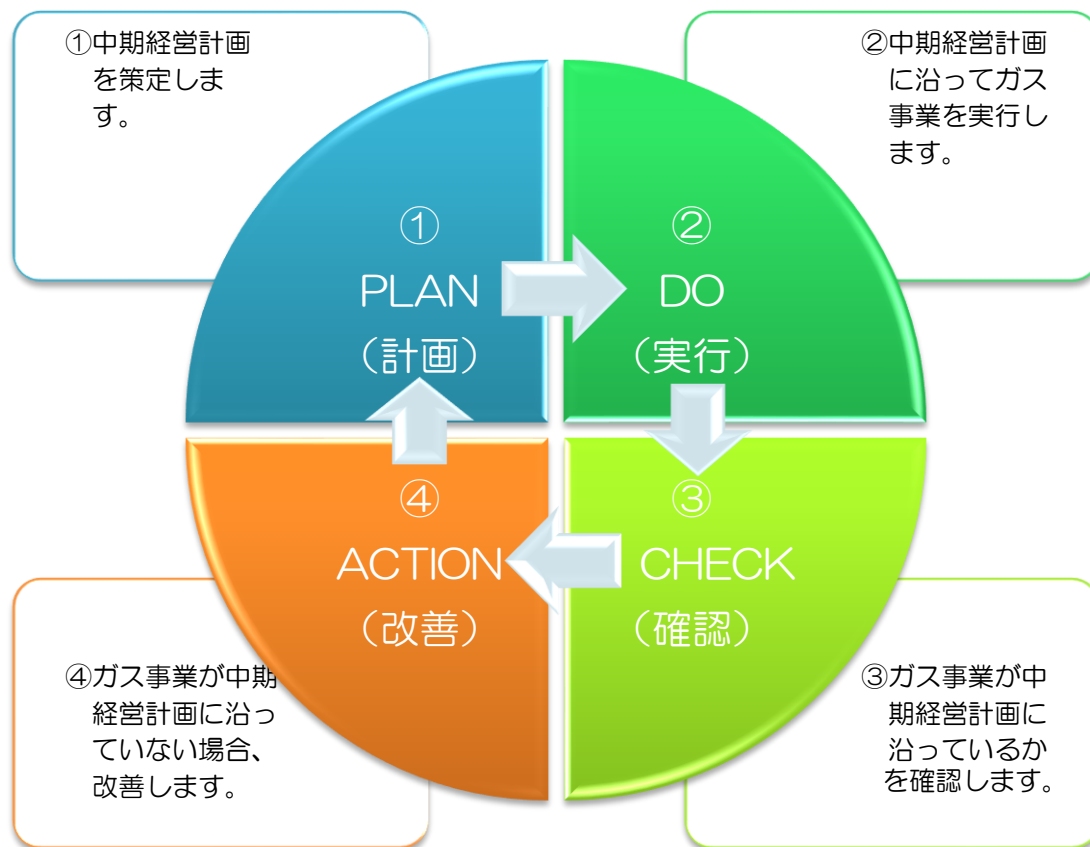 ①中期経営計画
を策定しま
す。
②中期経営計画
に沿ってガス
事業を実行し
ます。
①
PLAN
（計画）
②
DO
（実行）
④
ACTION
（改善）
③
CHECK
（確認）
④ガス事業が中期
経営計画に沿っ
ていない場合、
改善します。
③ガス事業が中
期経営計画に
沿っているか
を確認します。